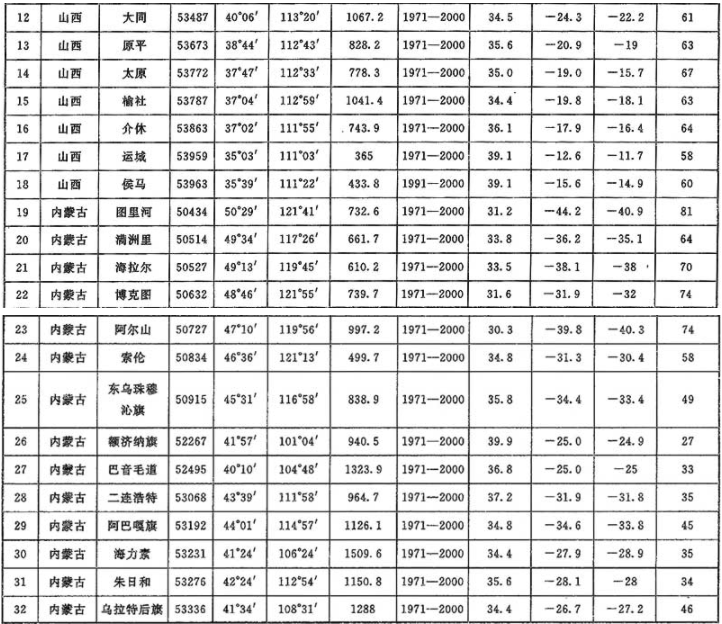 12 山西 大同 53487 40°06′ 113°20′ 1067.2 1971—2000 34.5 −24.3 −22.2 61
13 山西 原平 53673 38°44′ 112°43′ 828.2 1971—2000 35.6 −20.9 −19 63
14 山西 太原 53772 37°47′ 112°33′ 778.3 1971—2000 35.0 −19.0 −15.7 67
15 山西 榆社 53787 37°04′ 112°59′ 1041.4 1971—2000 34.4 −19.8 −18.1 63
16 山西 介休 53863 37°02′ 111°55′ 743.9 1971—2000 36.1 −17.9 −16.4 64
17 山西 运城 53959 35°03′ 111°03′ 365 1971—2000 39.1 −12.6 −11.7 58
18 山西 侯马 53963 35°39′ 111°22′ 433.8 1991—2000 39.1 −15.6 −14.9 60
19 内蒙古 图里河 50434 50°29′ 121°41′ 732.6 1971—2000 31.2 −44.2 −40.9 81
20 内蒙古 满洲里 50514 49°34′ 117°26′ 661.7 1971—2000 33.8 −36.2 −35.1 64
21 内蒙古 海拉尔 50527 49°13′ 119°45′ 610.2 1971—2000 33.5 −38.1 −38 70
22 内蒙古 博克图 50632 48°46′ 121°55′ 739.7 1971—2000 31.6 −31.9 −32 74
23 内蒙古 阿尔山 50727 47°10′ 119°56′ 997.2 1971—2000 30.3 −39.8 −40.3 74
24 内蒙古 索伦 50834 46°36′ 121°13′ 499.7 1971—2000 34.8 −31.3 −30.4 58
25 内蒙古 东乌珠穆
沁旗 50915 45°31′ 116°58′ 838.9 1971—2000 35.8 −34.4 −33.4 49
26 内蒙古 额济纳旗 52267 41°57′ 101°04′ 940.5 1971—2000 39.9 −25.0 −24.9 27
27 内蒙古 巴音毛道 52495 40°10′ 104°48′ 1323.9 1971—2000 36.8 −25.0 −25 33
28 内蒙古 二连浩特 53068 43°39′ 111°58′ 964.7 1971—2000 37.2 −31.9 −31.8 35
29 内蒙古 阿巴嘎旗 53192 44°01′ 114°57′ 1126.1 1971—2000 34.8 −34.6 −33.8 45
30 内蒙古 海力素 53231 41°24′ 106°24′ 1509.6 1971—2000 34.4 −27.9 −28.9 35
31 内蒙古 朱日和 53276 42°24′ 112°54′ 1150.8 1971—2000 35.6 −28.1 −28 34
32 内蒙古 乌拉特后旗 53336 41°34′ 108°31′ 1288 1971—2000 34.4 −26.7 −27.2 46